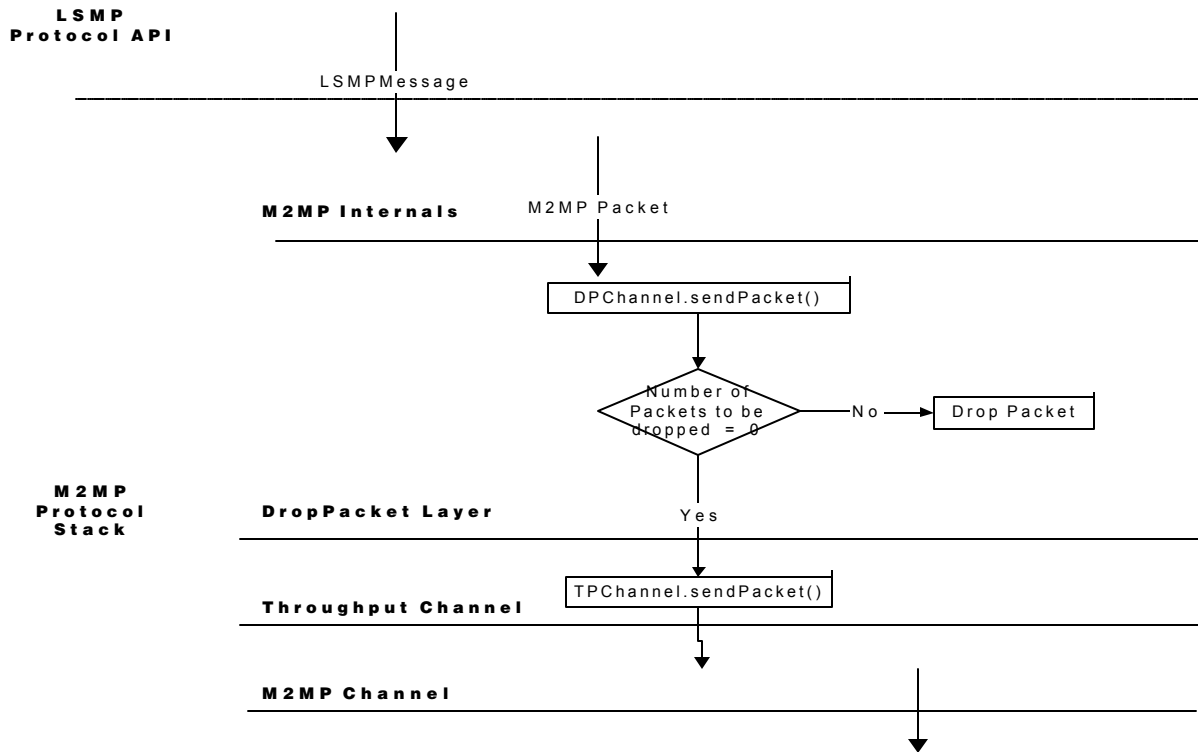 LSMP
Protocol API
LSMPMessage
M2MP Internals
M2MP Packet
DPChannel.sendPacket()
Number of
Packets to be
dropped = 0
No
Drop Packet
M2MP
Protocol
Stack
DropPacket Layer
Yes
TPChannel.sendPacket()
Throughput Channel
M2MP Channel